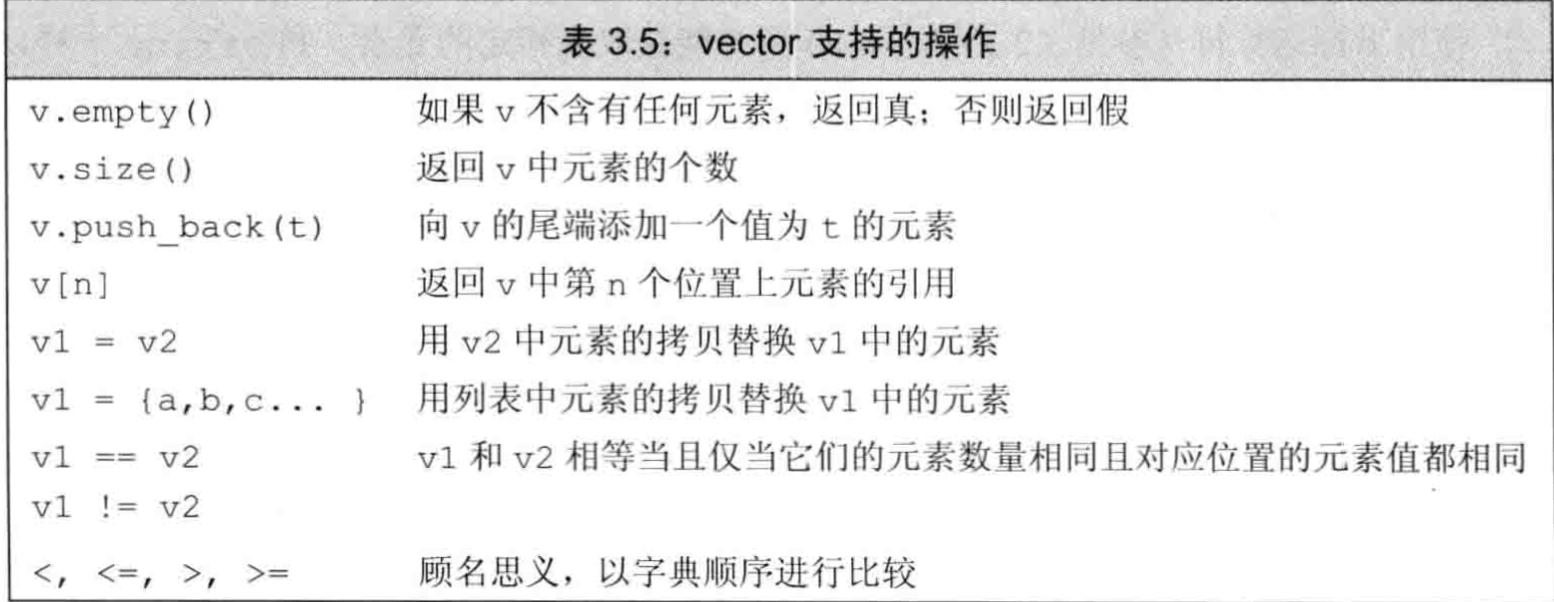 表 3.5：vector 支持的操作
v.empty() 如果 v 不含有任何元素，返回真；否则返回假
v.size() 返回 v 中元素的个数
v.push_back(t) 向 v 的尾端添加一个值为 t 的元素
v[n] 返回 v 中第 n 个位置上元素的引用
v1 = v2 用 v2 中元素的拷贝替换 v1 中的元素
v1 = {a,b,c... } 用列表中元素的拷贝替换 v1 中的元素
v1 == v2 v1 和 v2 相等当且仅当它们的元素数量相同且对应位置的元素值都相同
v1 != v2
<, <=, >, >= 顾名思义，以字典顺序进行比较